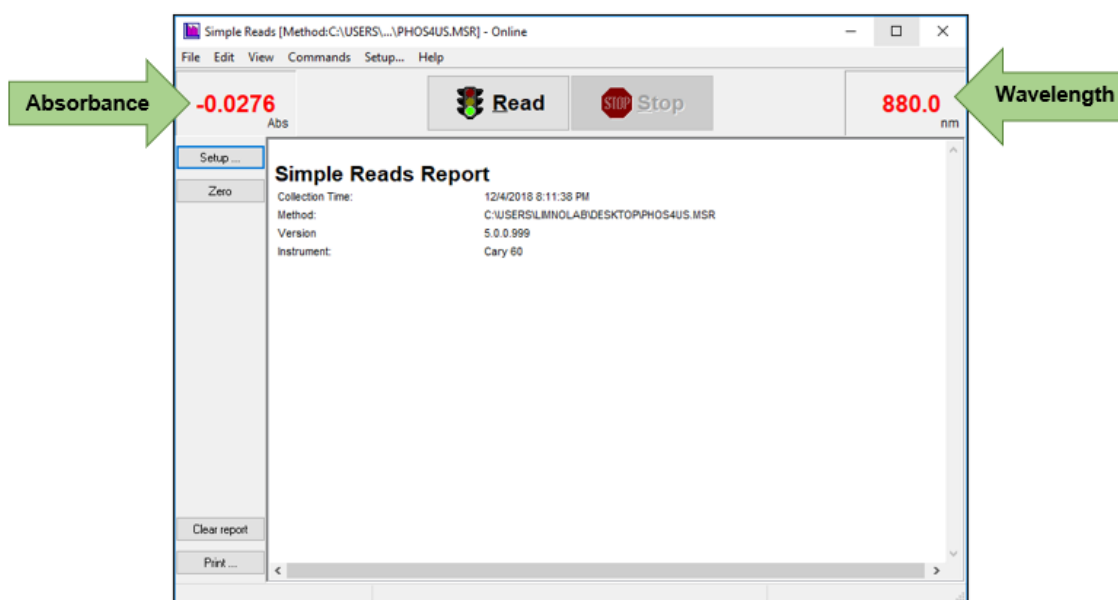 Simple Reads [Method:C:\USERS\...\PHOS4US.MSR] - Online
File Edit View Commands Setup... Help
Absorbance
-0.0276
Abs
Read
STOP Stop
880.0
nm
Wavelength
Setup ...
Zero
Simple Reads Report
Collection Time: 12/4/2018 8:11:38 PM
Method: C:\USERS\LIMNOLAB\DESKTOP\PHOS4US.MSR
Version 5.0.0.999
Instrument: Cary 60
Clear report
Print ...